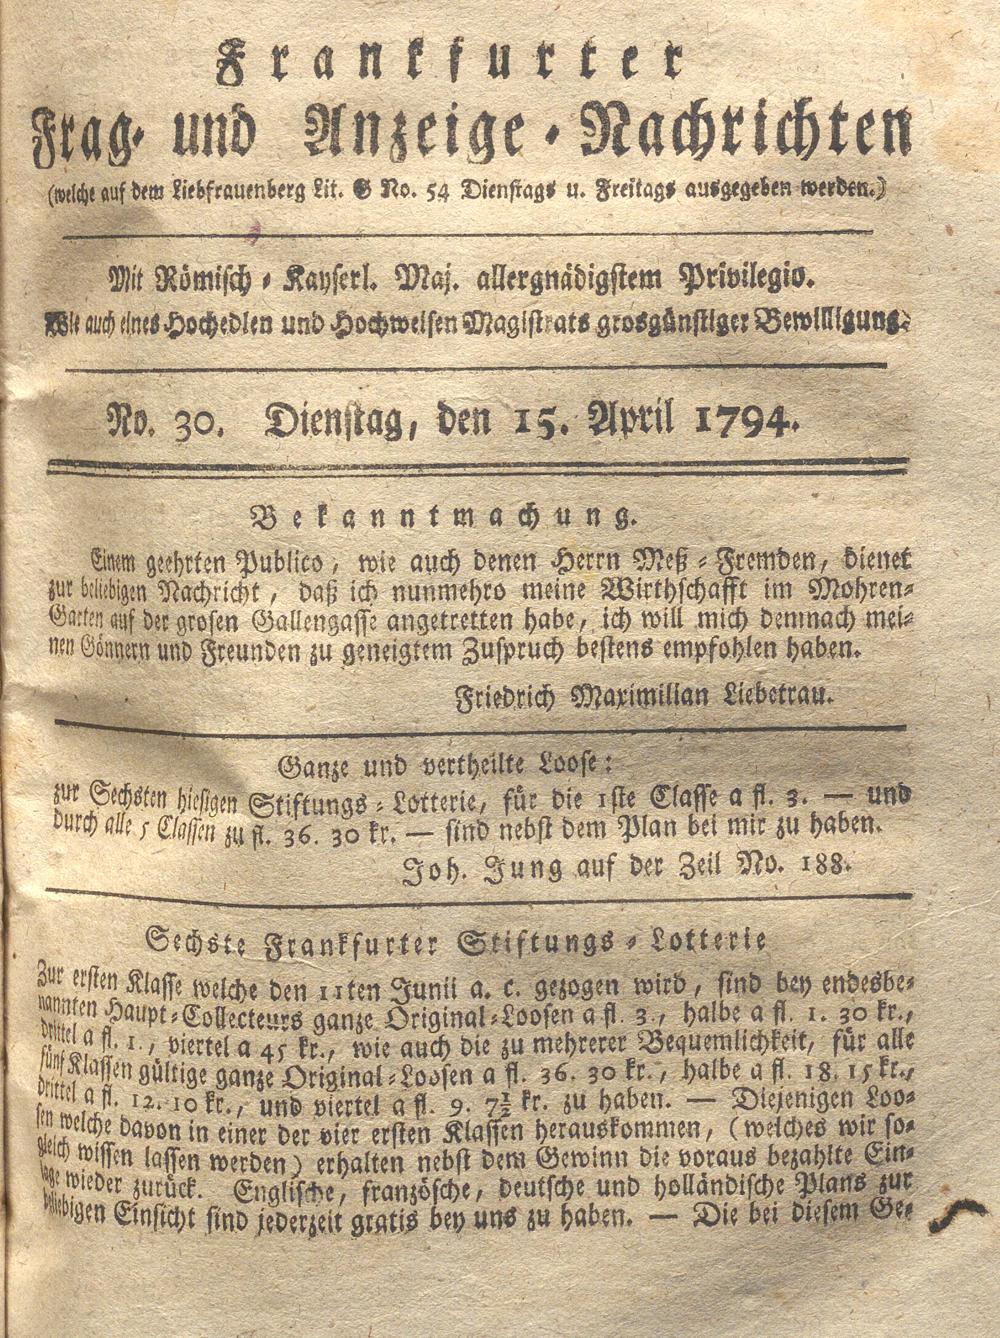 Frankfurter
Frag- und Anzeige-Nachrichten
(welche auf dem Liebfrauenberg Lit. G No. 54 Dienstags u. Freitags ausgegeben werden.)
Mit Römisch-Kayserl. Maj. allergnädigstem Privilegio.
Wie auch eines Hochedlen und Hochweisen Magistrats grosgünstiger Bewilligung.
No. 30. Dienstag, den 15. April 1794.
Bekanntmachung.
Einem geehrten Publico, wie auch denen Herrn Meß-Fremden, dienet
zur beliebigen Nachricht, daß ich nunmehro meine Wirthschafft im Mohren-
Garten auf der grosen Gallengasse angetretten habe, ich will mich demnach mei-
nen Gönnern und Freunden zu geneigtem Zuspruch bestens empfohlen haben.
Friedrich Maximilian Liebetrau.
Ganze und vertheilte Loose:
zur Sechsten hiesigen Stiftungs-Lotterie, für die 1ste Classe a fl. 3. — und
durch alle 5 Classen zu fl. 36. 30 kr. — sind nebst dem Plan bei mir zu haben.
Joh. Jung auf der Zeil No. 188.
Sechste Frankfurter Stiftungs-Lotterie
Zur ersten Klasse welche den 11ten Junii a. c. gezogen wird, sind bey endesbe-
nannten Haupt-Collecteurs ganze Original-Loosen a fl. 3., halbe a fl. 1. 30 kr.,
drittel a fl. 1., viertel a 45 kr., wie auch die zu mehrerer Bequemlichkeit, für alle
fünf Klassen gültige ganze Original-Loosen a fl. 36. 30 kr., halbe a fl. 18. 15 kr.,
drittel a fl. 12. 10 kr., und viertel a fl. 9. 7½ kr. zu haben. — Diejenigen Loo-
sen welche davon in einer der vier ersten Klassen herauskommen, (welches wir so-
gleich wissen lassen werden) erhalten nebst dem Gewinn die voraus bezahlte Ein-
lage wieder zurück. Englische, französche, deutsche und holländische Plans zur
beliebigen Einsicht sind jederzeit gratis bey uns zu haben. — Die bei diesem Ge-